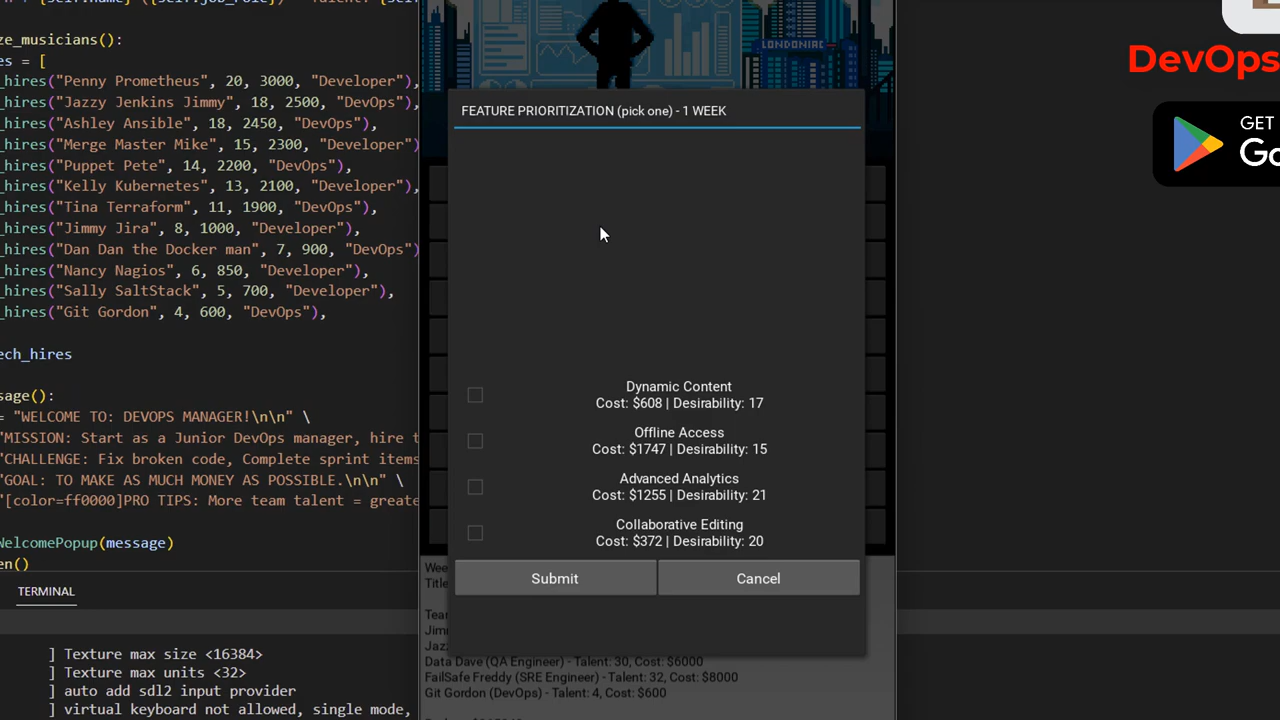 ze_musicians():
es = [
_hires("Penny Prometheus", 20, 3000, "Developer")
_hires("Jazzy Jenkins Jimmy", 18, 2500, "DevOps")
_hires("Ashley Ansible", 18, 2450, "DevOps"),
_hires("Merge Master Mike", 15, 2300, "Developer"
_hires("Puppet Pete", 14, 2200, "DevOps"),
_hires("Kelly Kubernetes", 13, 2100, "Developer"),
_hires("Tina Terraform", 11, 1900, "DevOps"),
_hires("Jimmy Jira", 8, 1000, "Developer"),
_hires("Dan Dan the Docker man", 7, 900, "DevOps"
_hires("Nancy Nagios", 6, 850, "Developer"),
_hires("Sally SaltStack", 5, 700, "Developer"),
_hires("Git Gordon", 4, 600, "DevOps"),
ech_hires
sage():
= "WELCOME TO: DEVOPS MANAGER!\n\n" \
"MISSION: Start as a Junior DevOps manager, hire t
"CHALLENGE: Fix broken code, Complete sprint items
"GOAL: TO MAKE AS MUCH MONEY AS POSSIBLE.\n\n" \
"[color=ff0000]PRO TIPS: More team talent = greate
WelcomePopup(message)
en()
TERMINAL
] Texture max size <16384>
] Texture max units <32>
] auto add sdl2 input provider
] virtual keyboard not allowed, single mode,
LONDONIAC
FEATURE PRIORITIZATION (pick one) - 1 WEEK
Dynamic Content
Cost: $608 | Desirability: 17
Offline Access
Cost: $1747 | Desirability: 15
Advanced Analytics
Cost: $1255 | Desirability: 21
Collaborative Editing
Cost: $372 | Desirability: 20
Submit
Cancel
Wee
Title
Tear
Jim
Jaz
Data Dave (QA Engineer) - Talent: 30, Cost: $6000
FailSafe Freddy (SRE Engineer) - Talent: 32, Cost: $8000
Git Gordon (DevOps) - Talent: 4, Cost: $600
DevOps
GET
Go